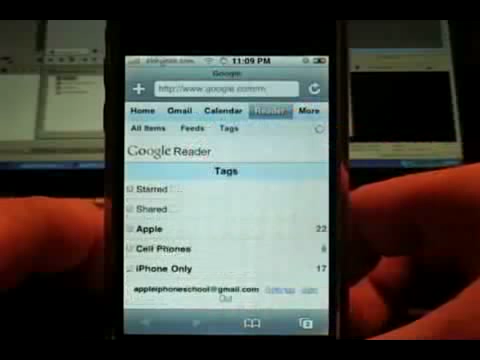 11:09 PM
Google
http://www.google.com/m
Home Gmail Calendar Reader More
All Items Feeds Tags
Google Reader
Tags
Starred
Shared
Apple 22
Cell Phones
iPhone Only 17
appleiphoneschool@gmail.com
Out